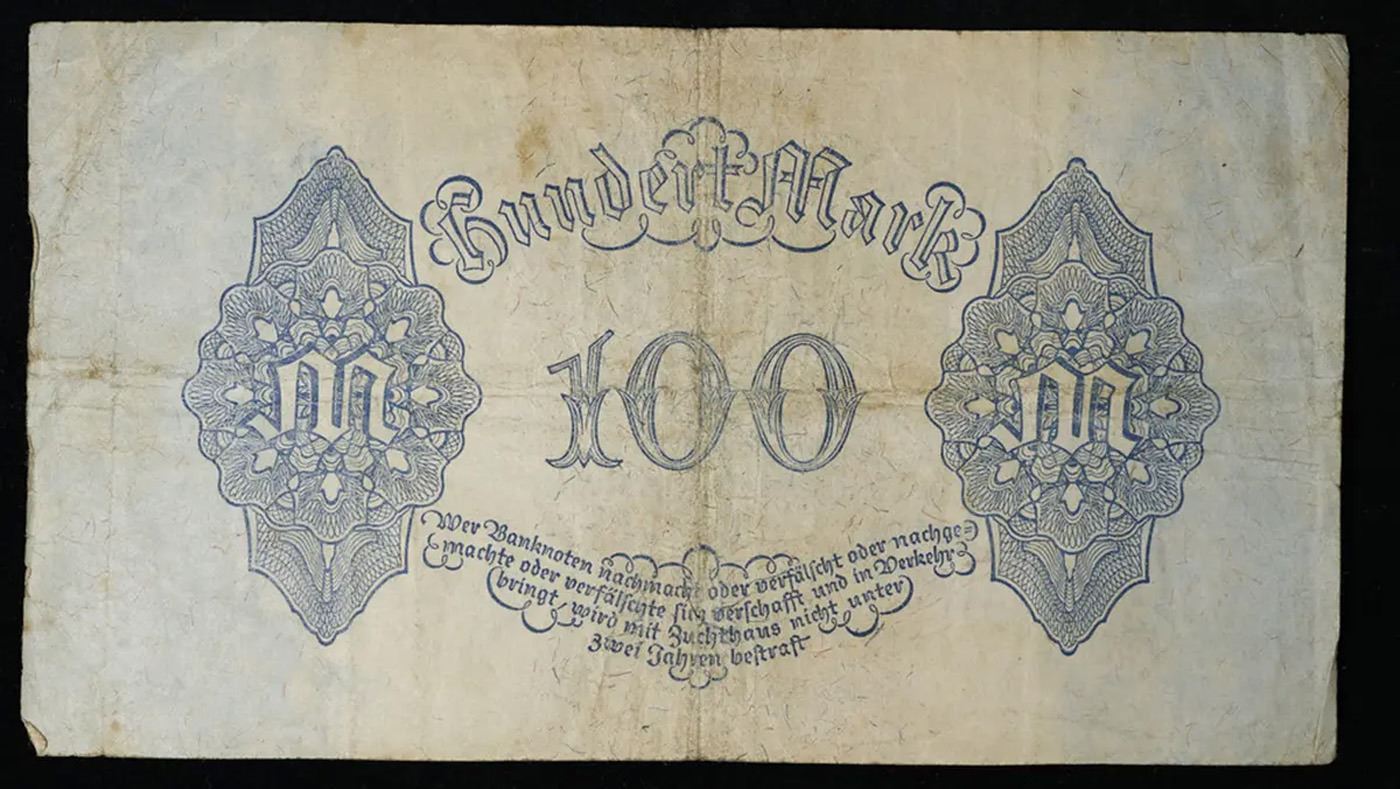 Hundert Mark
M
100
M
Wer Banknoten nachmacht oder verfälscht oder nachge=
machte oder verfälschte sich verschafft und in Verkehr
bringt, wird mit Zuchthaus nicht unter
zwei Jahren bestraft